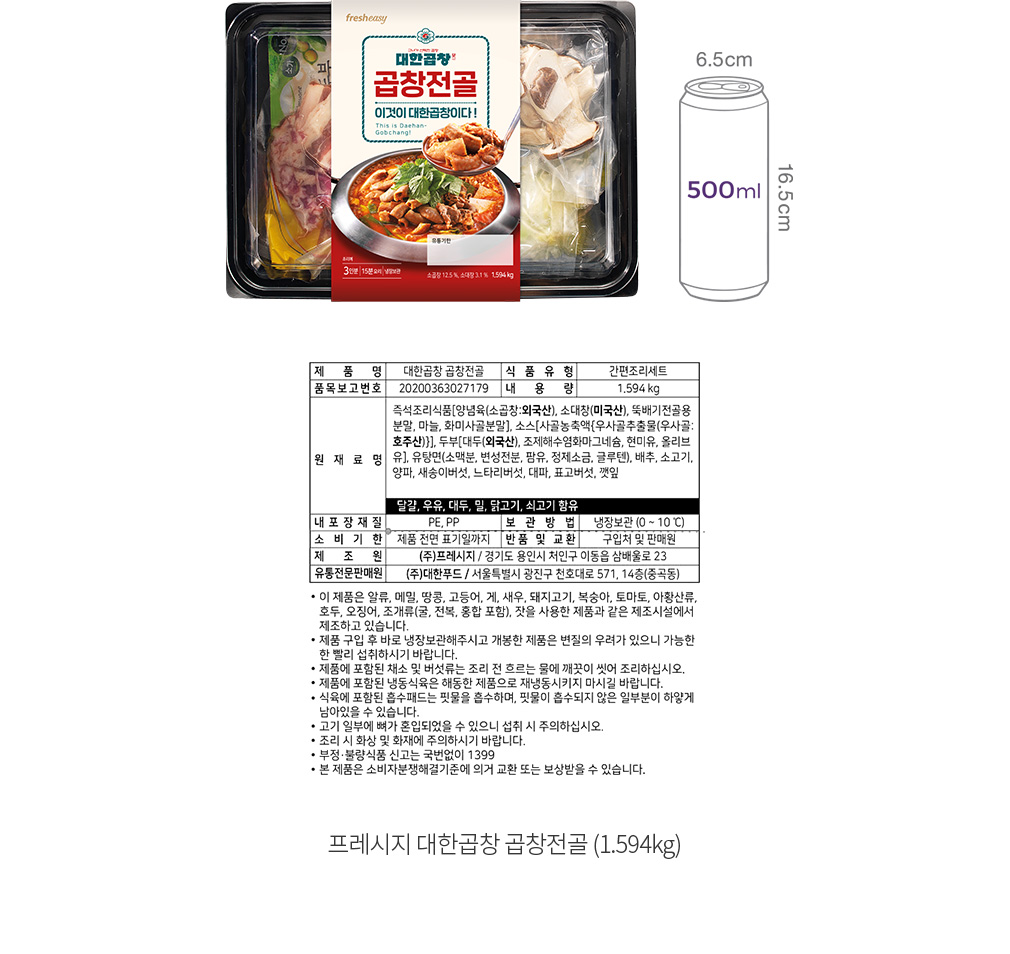 fresheasy
대한곱창
곱창전골
이것이 대한곱창이다!
This is Daehan-
Gobchang!
유통기한
조리예
3인분 15분요리 냉장보관
소곱창 12.5 %, 소대창 3.1 % 1,594 kg
6.5cm
500ml
16.5cm
제 품 명 대한곱창 곱창전골 식 품 유 형 간편조리세트
품목보고번호 20200363027179 내 용 량 1.594 kg
원 재 료 명 즉석조리식품[양념육(소곱창:외국산), 소대창(미국산), 뚝배기전골용
분말, 마늘, 화미사골분말], 소스[사골농축액{우사골추출물(우사골:
호주산)}], 두부[대두(외국산), 조제해수염화마그네슘, 현미유, 올리브
유], 유탕면(소맥분, 변성전분, 팜유, 정제소금, 글루텐), 배추, 소고기,
양파, 새송이버섯, 느타리버섯, 대파, 표고버섯, 깻잎
달걀, 우유, 대두, 밀, 닭고기, 쇠고기 함유
내포장재질 PE, PP 보 관 방 법 냉장보관 (0 ~ 10 ℃)
소 비 기 한 제품 전면 표기일까지 반품 및 교환 구입처 및 판매원
제 조 원 (주)프레시지 / 경기도 용인시 처인구 이동읍 삼배울로 23
유통전문판매원 (주)대한푸드 / 서울특별시 광진구 천호대로 571, 14층(중곡동)
• 이 제품은 알류, 메밀, 땅콩, 고등어, 게, 새우, 돼지고기, 복숭아, 토마토, 아황산류,
호두, 오징어, 조개류(굴, 전복, 홍합 포함), 잣을 사용한 제품과 같은 제조시설에서
제조하고 있습니다.
• 제품 구입 후 바로 냉장보관해주시고 개봉한 제품은 변질의 우려가 있으니 가능한
한 빨리 섭취하시기 바랍니다.
• 제품에 포함된 채소 및 버섯류는 조리 전 흐르는 물에 깨끗이 씻어 조리하십시오.
• 제품에 포함된 냉동식육은 해동한 제품으로 재냉동시키지 마시길 바랍니다.
• 식육에 포함된 흡수패드는 핏물을 흡수하며, 핏물이 흡수되지 않은 일부분이 하얗게
남아있을 수 있습니다.
• 고기 일부에 뼈가 혼입되었을 수 있으니 섭취 시 주의하십시오.
• 조리 시 화상 및 화재에 주의하시기 바랍니다.
• 부정·불량식품 신고는 국번없이 1399
• 본 제품은 소비자분쟁해결기준에 의거 교환 또는 보상받을 수 있습니다.
프레시지 대한곱창 곱창전골 (1.594kg)